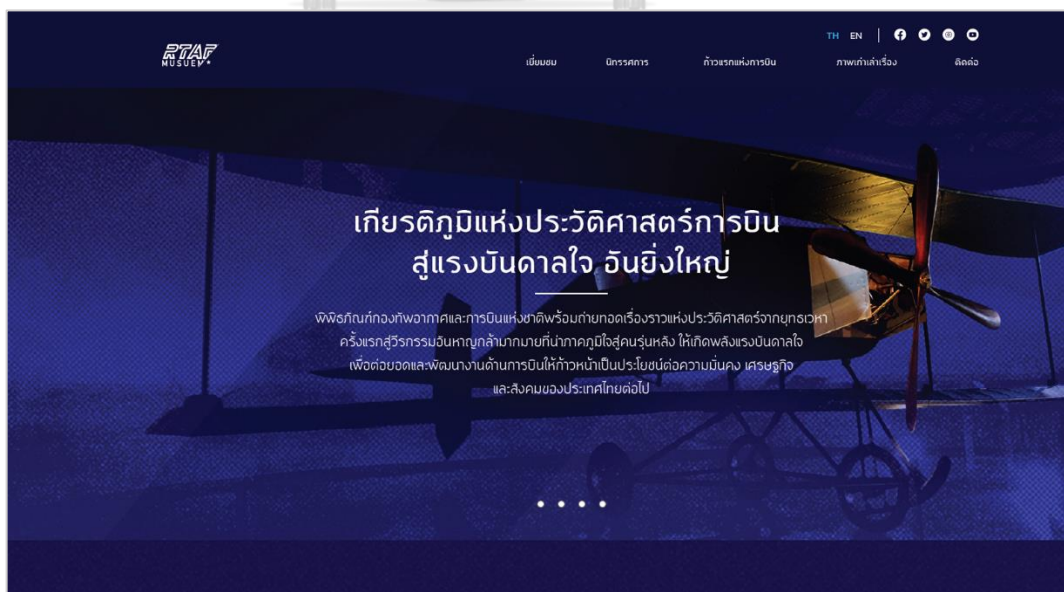 TH EN
RTAF
MUSUEM
เยี่ยมชม นิทรรศการ ก้าวแรกแห่งการบิน ภาพเก่าเล่าเรื่อง ติดต่อ
เกียรติภูมิแห่งประวัติศาสตร์การบิน
สู่แรงบันดาลใจ อันยิ่งใหญ่
พิพิธภัณฑ์กองทัพอากาศและการบินแห่งชาติพร้อมถ่ายทอดเรื่องราวแห่งประวัติศาสตร์จากยุทธเวหา
ครั้งแรกสู่วีรกรรมอันหาญกล้ามากมายที่น่าภาคภูมิใจสู่คนรุ่นหลัง ให้เกิดพลังแรงบันดาลใจ
เพื่อต่อยอดและพัฒนางานด้านการบินให้ก้าวหน้าเป็นประโยชน์ต่อความมั่นคง เศรษฐกิจ
และสังคมของประเทศไทยต่อไป